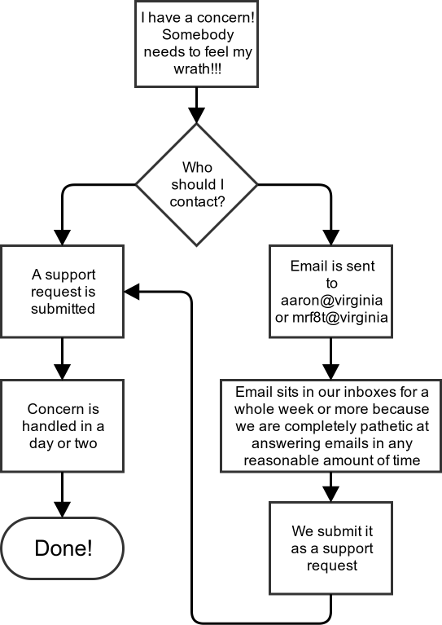 I have a concern!
Somebody
needs to feel my
wrath!!!
Who
should I
contact?
A support
request is
submitted
Email is sent
to
aaron@virginia
or mrf8t@virginia
Concern is
handled in a
day or two
Email sits in our inboxes for a
whole week or more because
we are completely pathetic at
answering emails in any
reasonable amount of time
Done!
We submit it
as a support
request